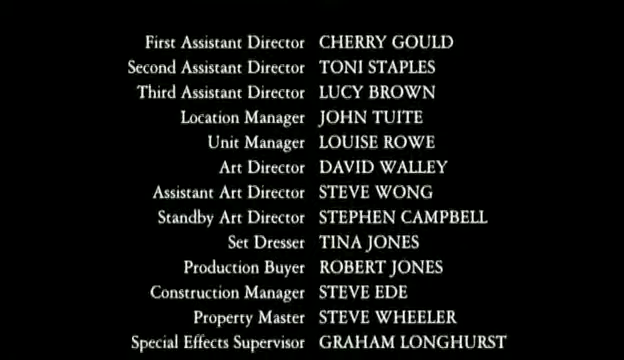 First Assistant Director CHERRY GOULD
Second Assistant Director TONI STAPLES
Third Assistant Director LUCY BROWN
Location Manager JOHN TUITE
Unit Manager LOUISE ROWE
Art Director DAVID WALLEY
Assistant Art Director STEVE WONG
Standby Art Director STEPHEN CAMPBELL
Set Dresser TINA JONES
Production Buyer ROBERT JONES
Construction Manager STEVE EDE
Property Master STEVE WHEELER
Special Effects Supervisor GRAHAM LONGHURST